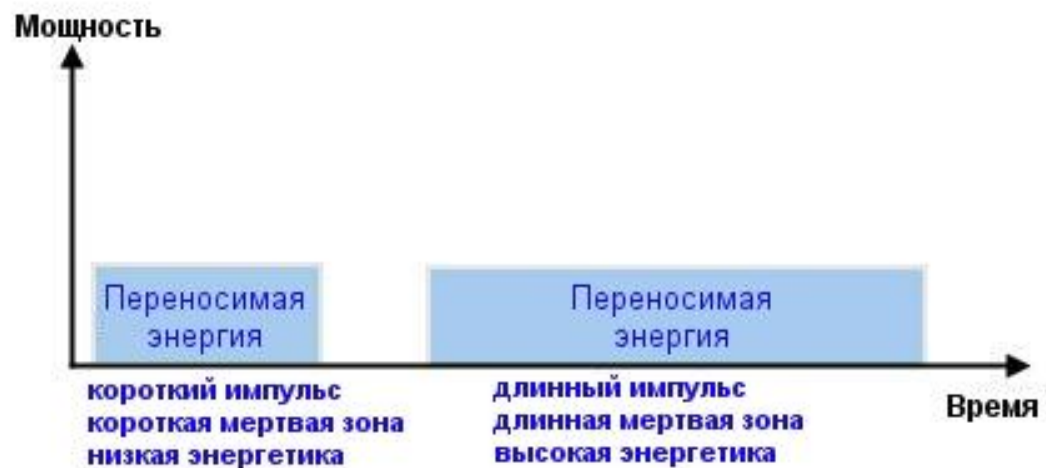 Мощность
Переносимая
энергия
Переносимая
энергия
короткий импульс
короткая мертвая зона
низкая энергетика
длинный импульс
длинная мертвая зона
высокая энергетика
Время